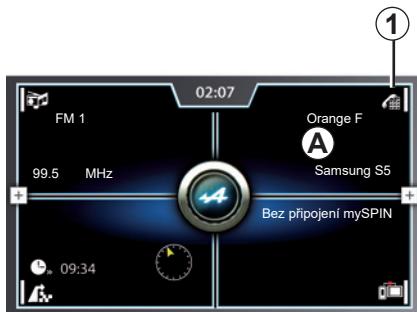 1
02:07
FM 1
Orange F
A
99.5 MHz
Samsung S5
+ +
Bez připojení mySPIN
09:34